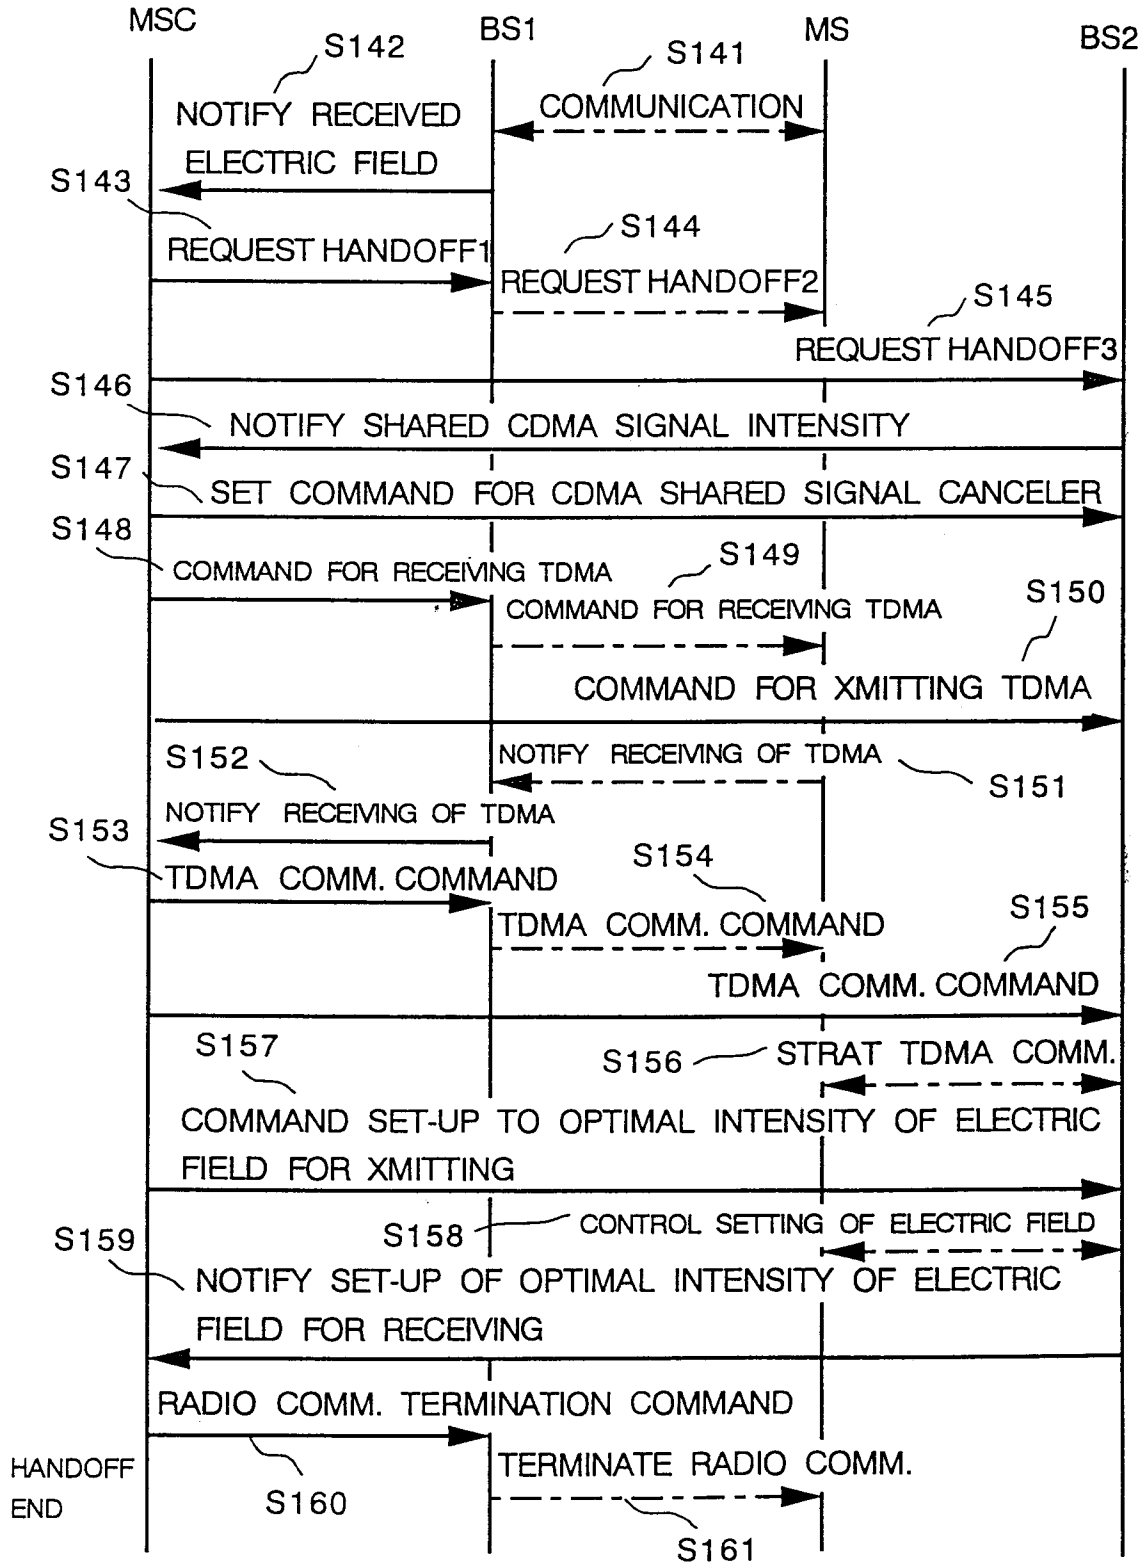 MSC
BS1
MS
BS2
S142
S141
NOTIFY RECEIVED
ELECTRIC FIELD
COMMUNICATION
S143
REQUEST HANDOFF1
S144
REQUEST HANDOFF2
S145
REQUEST HANDOFF3
S146
NOTIFY SHARED CDMA SIGNAL INTENSITY
S147
SET COMMAND FOR CDMA SHARED SIGNAL CANCELER
S148
COMMAND FOR RECEIVING TDMA
S149
COMMAND FOR RECEIVING TDMA
S150
COMMAND FOR XMITTING TDMA
NOTIFY RECEIVING OF TDMA
S151
S152
NOTIFY RECEIVING OF TDMA
S153
TDMA COMM. COMMAND
S154
TDMA COMM. COMMAND
S155
TDMA COMM. COMMAND
S156
STRAT TDMA COMM.
S157
COMMAND SET-UP TO OPTIMAL INTENSITY OF ELECTRIC
FIELD FOR XMITTING
S158
CONTROL SETTING OF ELECTRIC FIELD
S159
NOTIFY SET-UP OF OPTIMAL INTENSITY OF ELECTRIC
FIELD FOR RECEIVING
RADIO COMM. TERMINATION COMMAND
S160
TERMINATE RADIO COMM.
S161
HANDOFF
END